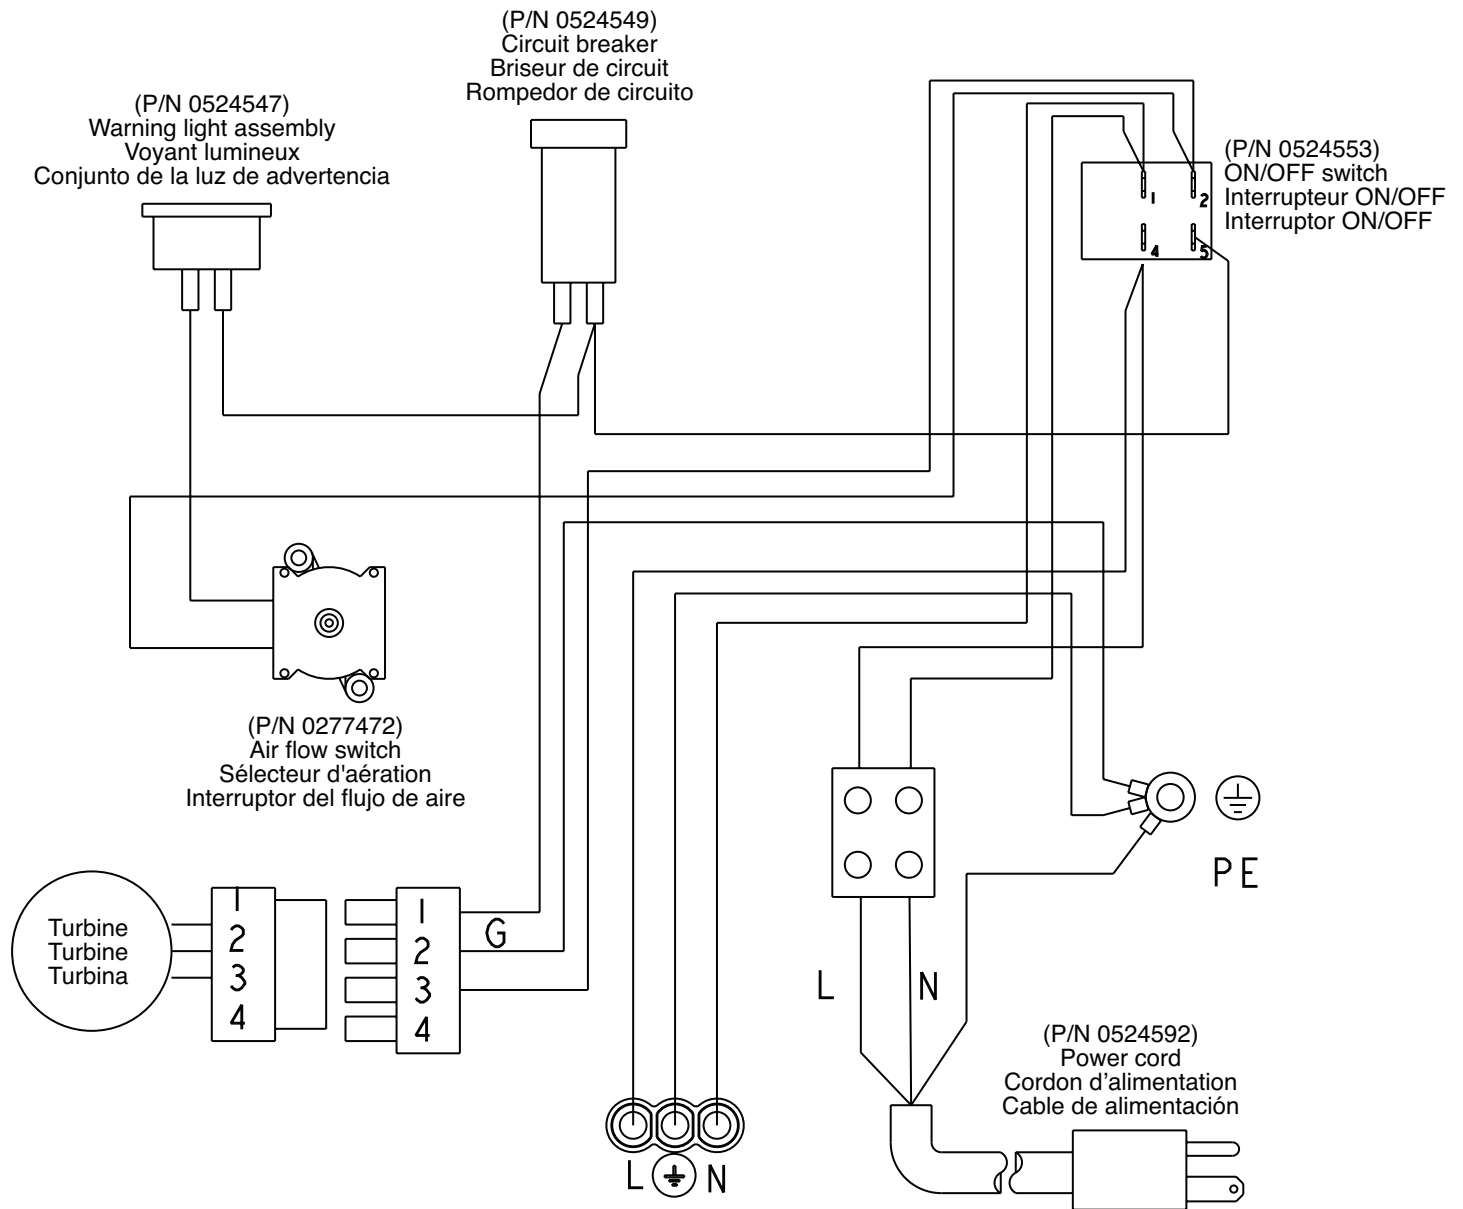 (P/N 0524549)
Circuit breaker
Briseur de circuit
Rompedor de circuito
(P/N 0524547)
Warning light assembly
Voyant lumineux
Conjunto de la luz de advertencia
(P/N 0524553)
ON/OFF switch
Interrupteur ON/OFF
Interruptor ON/OFF
1 2
4 5
(P/N 0277472)
Air flow switch
Sélecteur d'aération
Interruptor del flujo de aire
PE
Turbine
Turbine
Turbina
1
2
3
4
1
2
3
4
G
L N
(P/N 0524592)
Power cord
Cordon d’alimentation
Cable de alimentación
L N